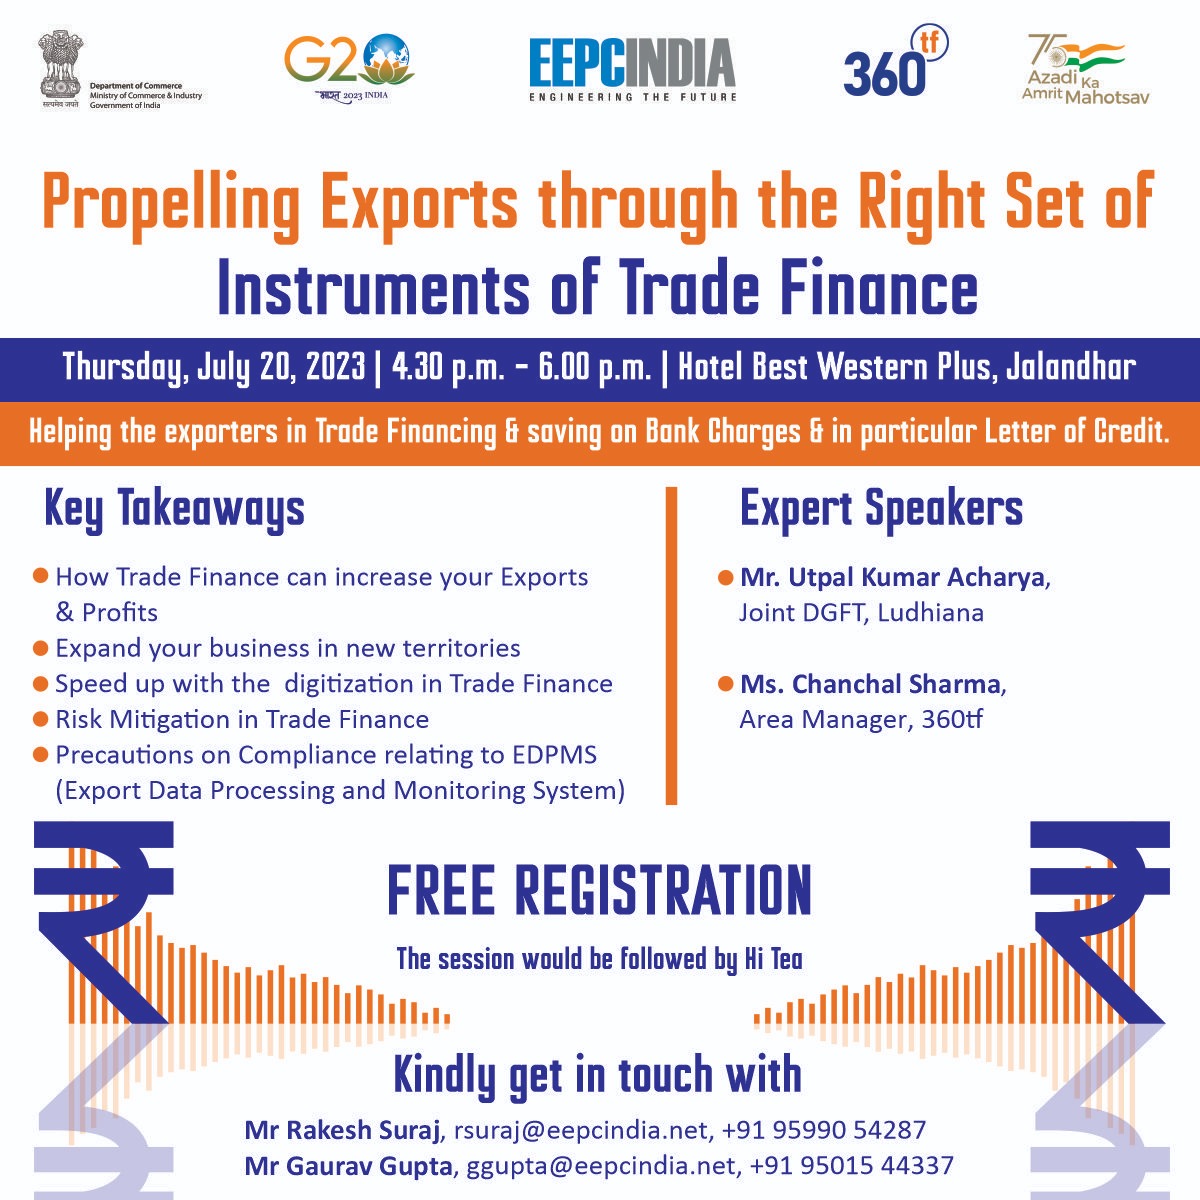 सत्यमेव जयते
Department of Commerce
Ministry of Commerce & Industry
Government of India
G20
भारत 2023 INDIA
EEPCINDIA
ENGINEERING THE FUTURE
360tf
75
Azadi Ka
Amrit Mahotsav
Propelling Exports through the Right Set of
Instruments of Trade Finance
Thursday, July 20, 2023 | 4.30 p.m. - 6.00 p.m. | Hotel Best Western Plus, Jalandhar
Helping the exporters in Trade Financing & saving on Bank Charges & in particular Letter of Credit.
Key Takeaways
How Trade Finance can increase your Exports
& Profits
Expand your business in new territories
Speed up with the digitization in Trade Finance
Risk Mitigation in Trade Finance
Precautions on Compliance relating to EDPMS
(Export Data Processing and Monitoring System)
Expert Speakers
Mr. Utpal Kumar Acharya,
Joint DGFT, Ludhiana
Ms. Chanchal Sharma,
Area Manager, 360tf
₹
₹
FREE REGISTRATION
The session would be followed by Hi Tea
Kindly get in touch with
Mr Rakesh Suraj, rsuraj@eepcindia.net, +91 95990 54287
Mr Gaurav Gupta, ggupta@eepcindia.net, +91 95015 44337